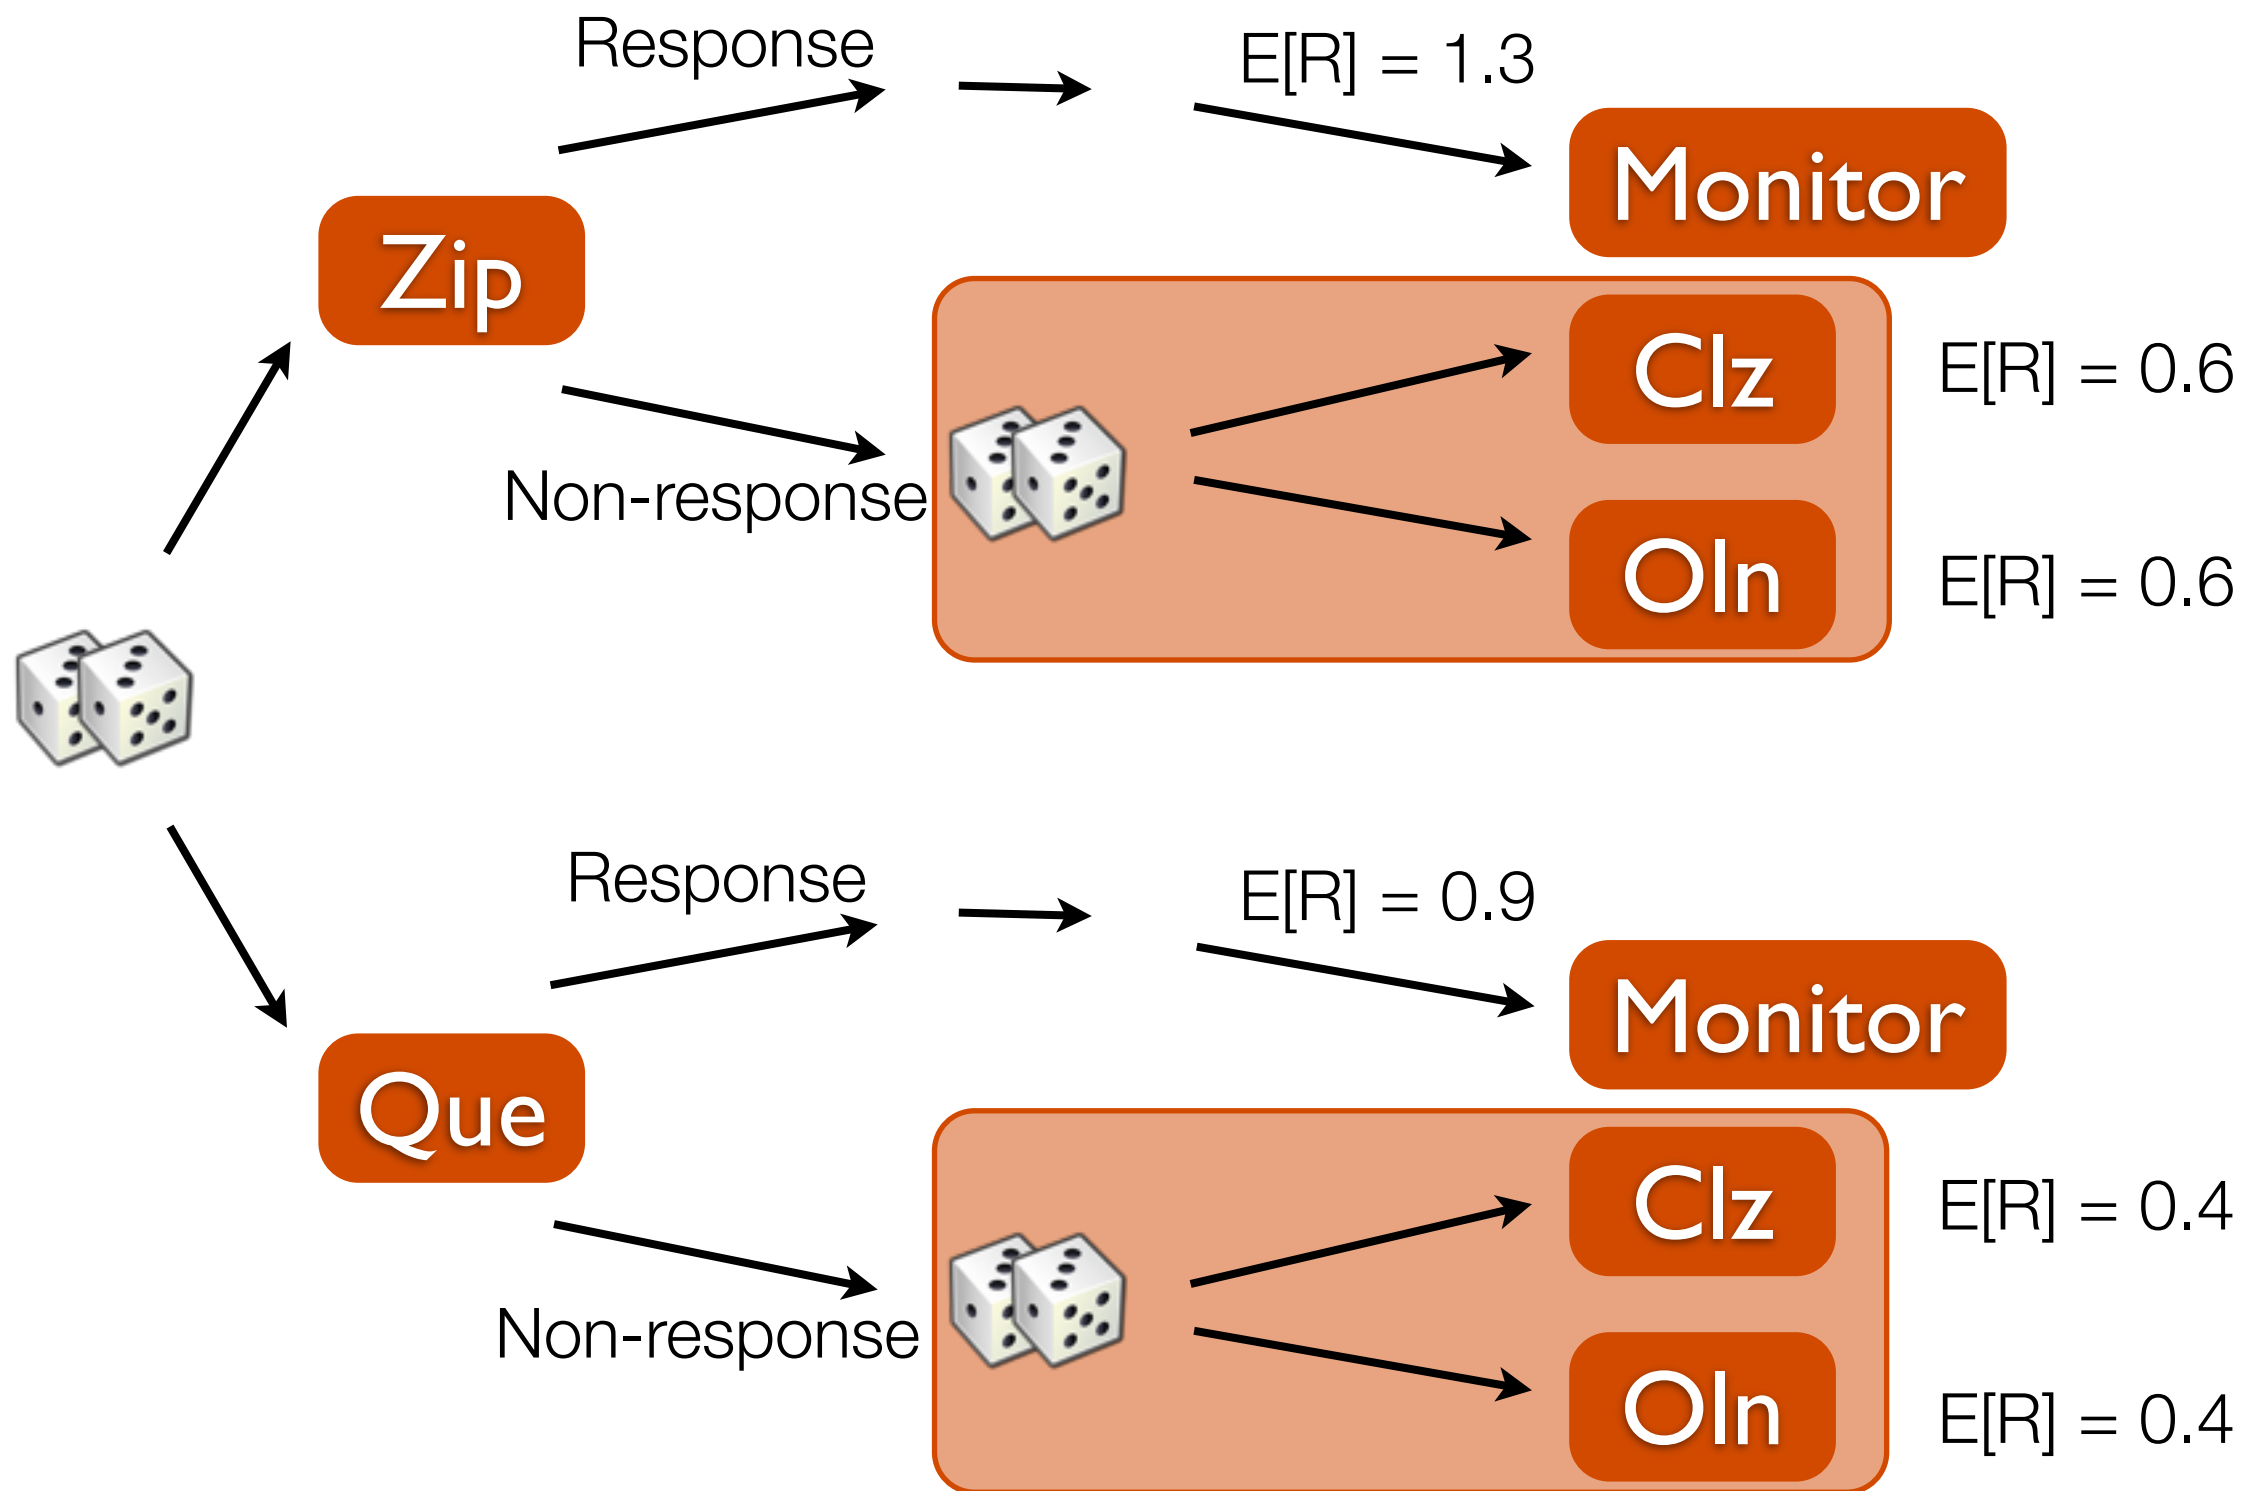 Response
E[R] = 1.3
Monitor
Zip
Clz
E[R] = 0.6
Non-response
Oln
E[R] = 0.6
Response
E[R] = 0.9
Monitor
Que
Clz
E[R] = 0.4
Non-response
Oln
E[R] = 0.4